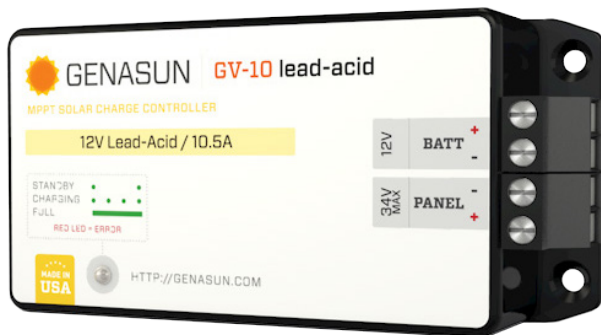 GENASUN GV-10 lead-acid
MPPT SOLAR CHARGE CONTROLLER
12V Lead-Acid / 10.5A
12V BATT + -
34V MAX PANEL - +
STANDBY
CHARGING
FULL
RED LED = ERROR
MADE IN
USA
HTTP://GENASUN.COM